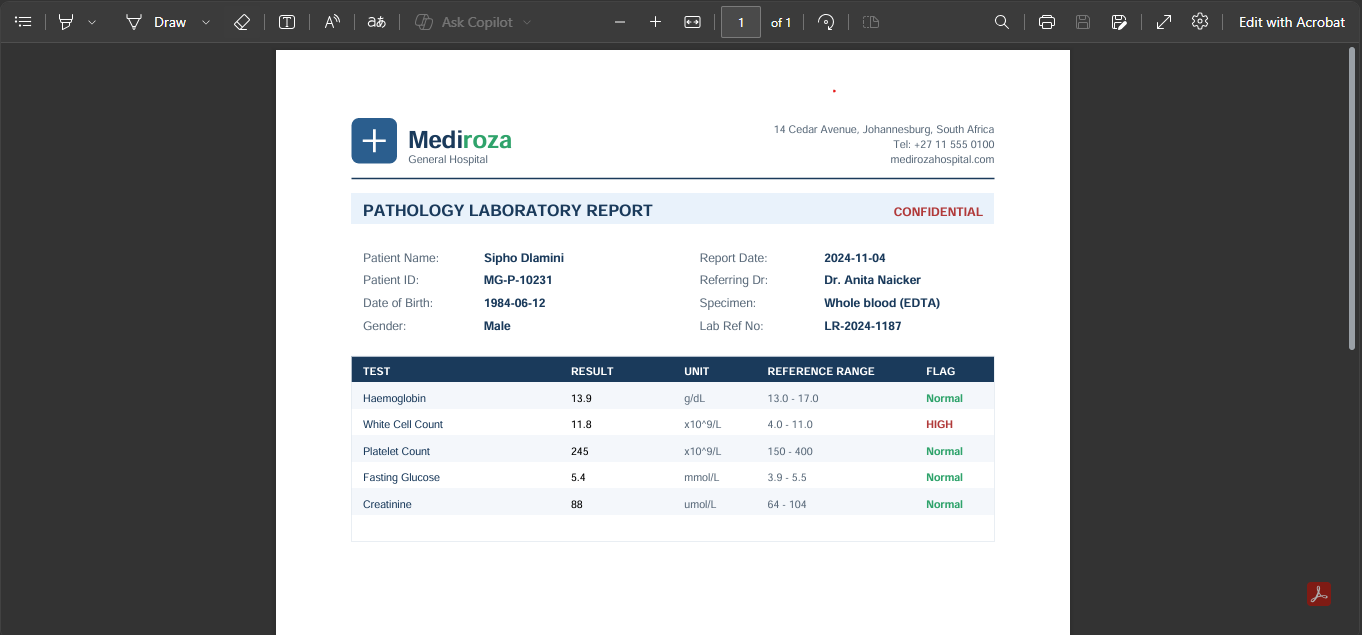 Draw
Ask Copilot
1 of 1
Edit with Acrobat
Mediroza
General Hospital
14 Cedar Avenue, Johannesburg, South Africa
Tel: +27 11 555 0100
medirozahospital.com
PATHOLOGY LABORATORY REPORT CONFIDENTIAL
Patient Name: Sipho Dlamini Report Date: 2024-11-04
Patient ID: MG-P-10231 Referring Dr: Dr. Anita Naicker
Date of Birth: 1984-06-12 Specimen: Whole blood (EDTA)
Gender: Male Lab Ref No: LR-2024-1187
TEST RESULT UNIT REFERENCE RANGE FLAG
Haemoglobin 13.9 g/dL 13.0 - 17.0 Normal
White Cell Count 11.8 x10^9/L 4.0 - 11.0 HIGH
Platelet Count 245 x10^9/L 150 - 400 Normal
Fasting Glucose 5.4 mmol/L 3.9 - 5.5 Normal
Creatinine 88 umol/L 64 - 104 Normal